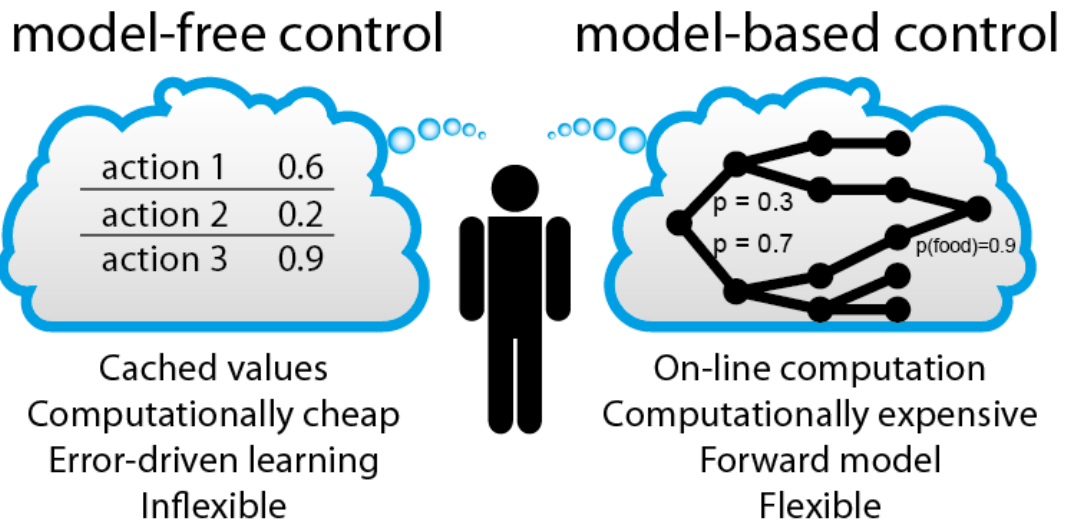 model-free control
action 1 0.6
action 2 0.2
action 3 0.9
Cached values
Computationally cheap
Error-driven learning
Inflexible
model-based control
p = 0.3
p = 0.7
p(food)=0.9
On-line computation
Computationally expensive
Forward model
Flexible